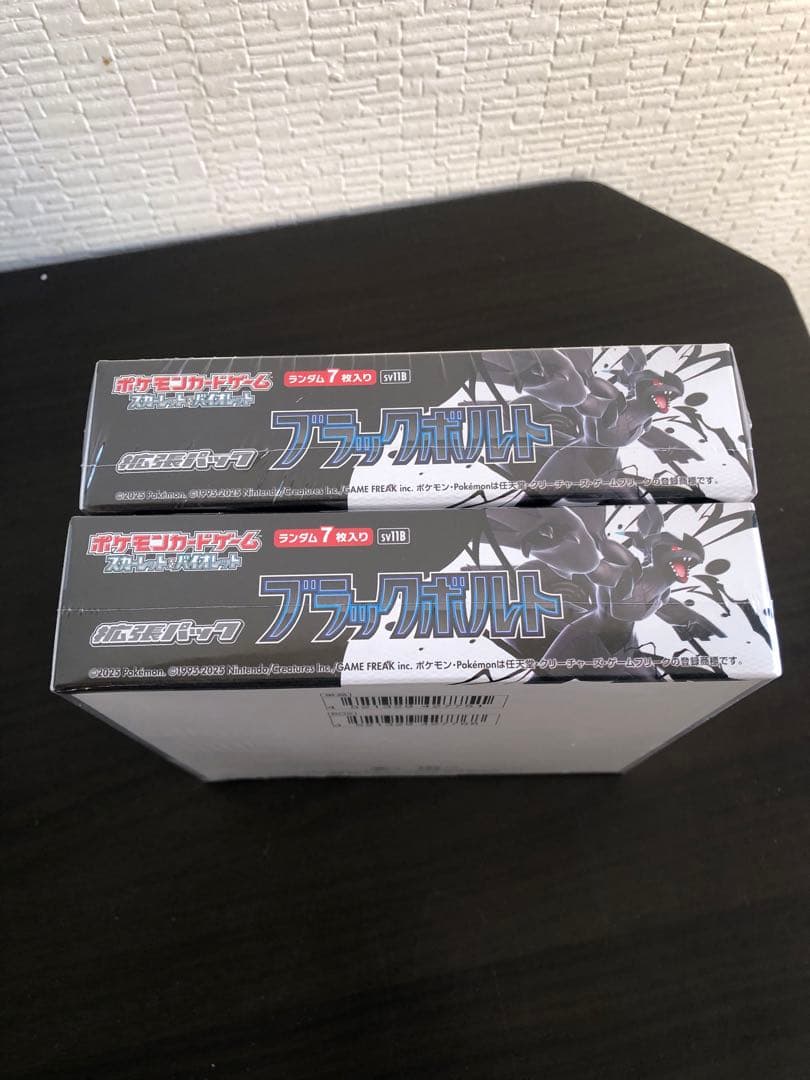 ポケモンカードゲーム
スカーレット&バイオレット
ランダム7枚入り sv11B
拡張パック
ブラックボルト
©2025 Pokémon. ©1995-2025 Nintendo/Creatures Inc./GAME FREAK inc. ポケモン・Pokémonは任天堂・クリーチャーズ・ゲームフリークの登録商標です。
ポケモンカードゲーム
スカーレット&バイオレット
ランダム7枚入り sv11B
拡張パック
ブラックボルト
©2025 Pokémon. ©1995-2025 Nintendo/Creatures Inc./GAME FREAK inc. ポケモン・Pokémonは任天堂・クリーチャーズ・ゲームフリークの登録商標です。